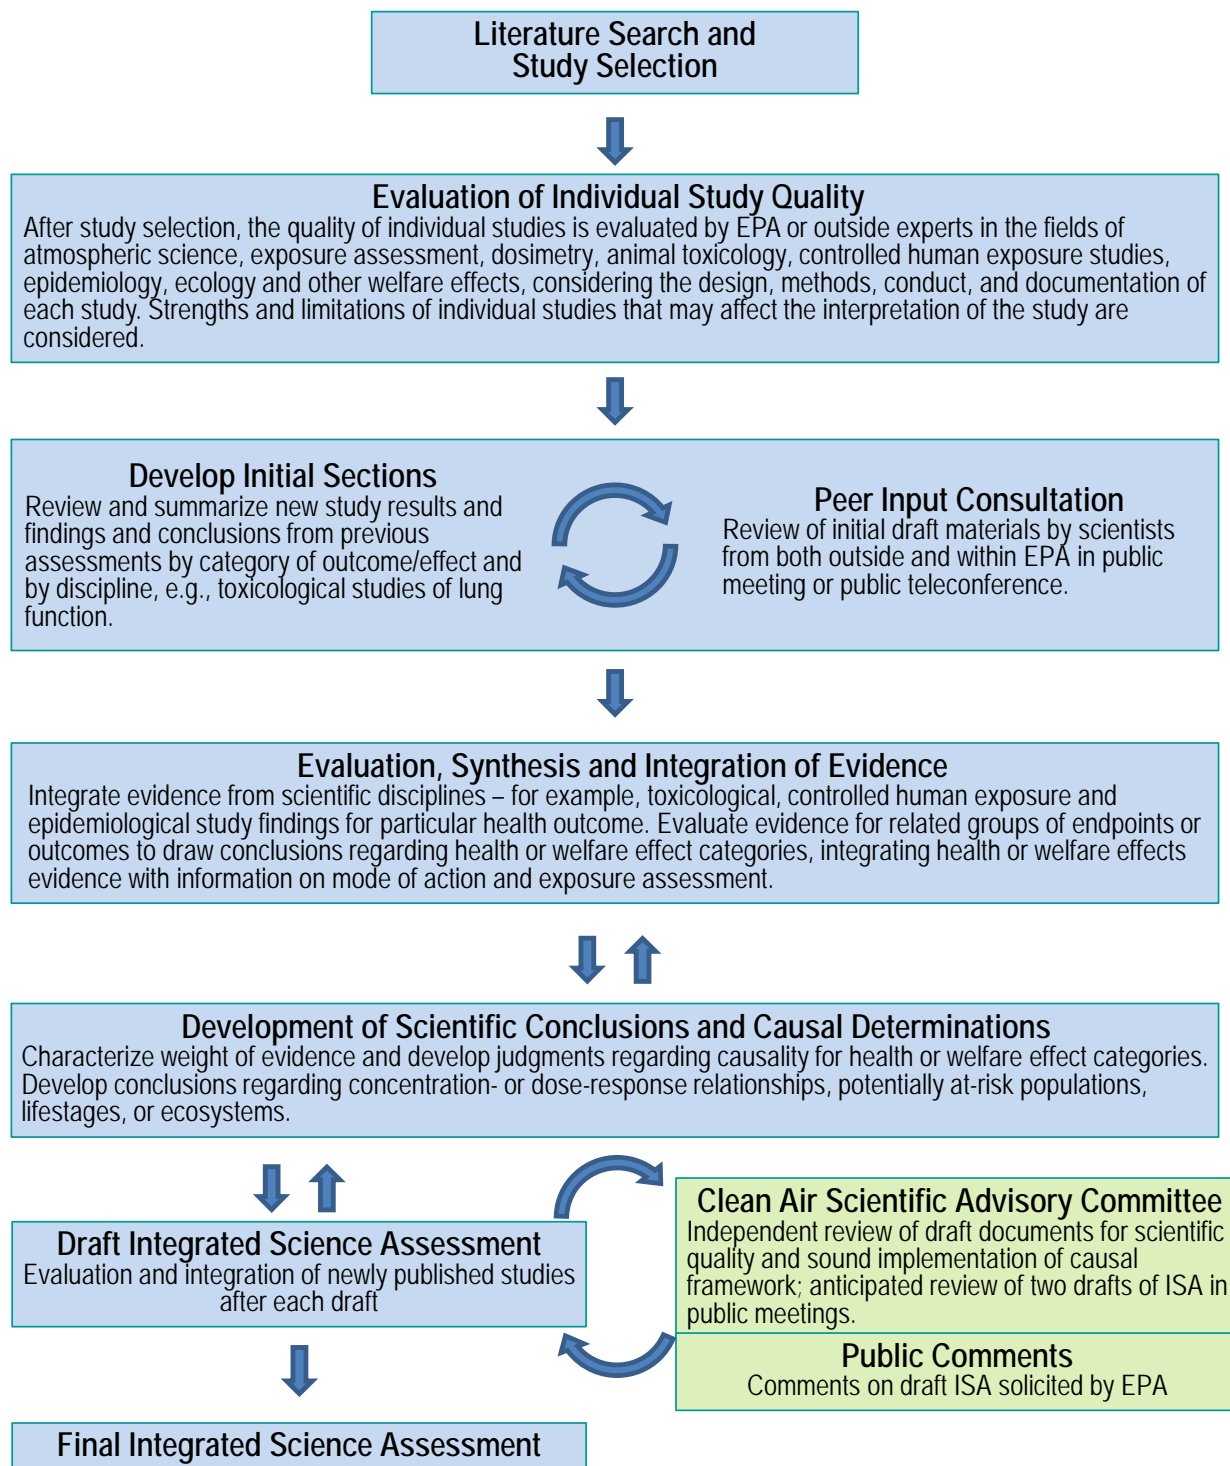 Literature Search and
Study Selection
Evaluation of Individual Study Quality
After study selection, the quality of individual studies is evaluated by EPA or outside experts in the fields of
atmospheric science, exposure assessment, dosimetry, animal toxicology, controlled human exposure studies,
epidemiology, ecology and other welfare effects, considering the design, methods, conduct, and documentation of
each study. Strengths and limitations of individual studies that may affect the interpretation of the study are
considered.
Develop Initial Sections
Review and summarize new study results and
findings and conclusions from previous
assessments by category of outcome/effect and
by discipline, e.g., toxicological studies of lung
function.
Peer Input Consultation
Review of initial draft materials by scientists
from both outside and within EPA in public
meeting or public teleconference.
Evaluation, Synthesis and Integration of Evidence
Integrate evidence from scientific disciplines – for example, toxicological, controlled human exposure and
epidemiological study findings for particular health outcome. Evaluate evidence for related groups of endpoints or
outcomes to draw conclusions regarding health or welfare effect categories, integrating health or welfare effects
evidence with information on mode of action and exposure assessment.
Development of Scientific Conclusions and Causal Determinations
Characterize weight of evidence and develop judgments regarding causality for health or welfare effect categories.
Develop conclusions regarding concentration- or dose-response relationships, potentially at-risk populations,
lifestages, or ecosystems.
Draft Integrated Science Assessment
Evaluation and integration of newly published studies
after each draft
Clean Air Scientific Advisory Committee
Independent review of draft documents for scientific
quality and sound implementation of causal
framework; anticipated review of two drafts of ISA in
public meetings.
Public Comments
Comments on draft ISA solicited by EPA
Final Integrated Science Assessment